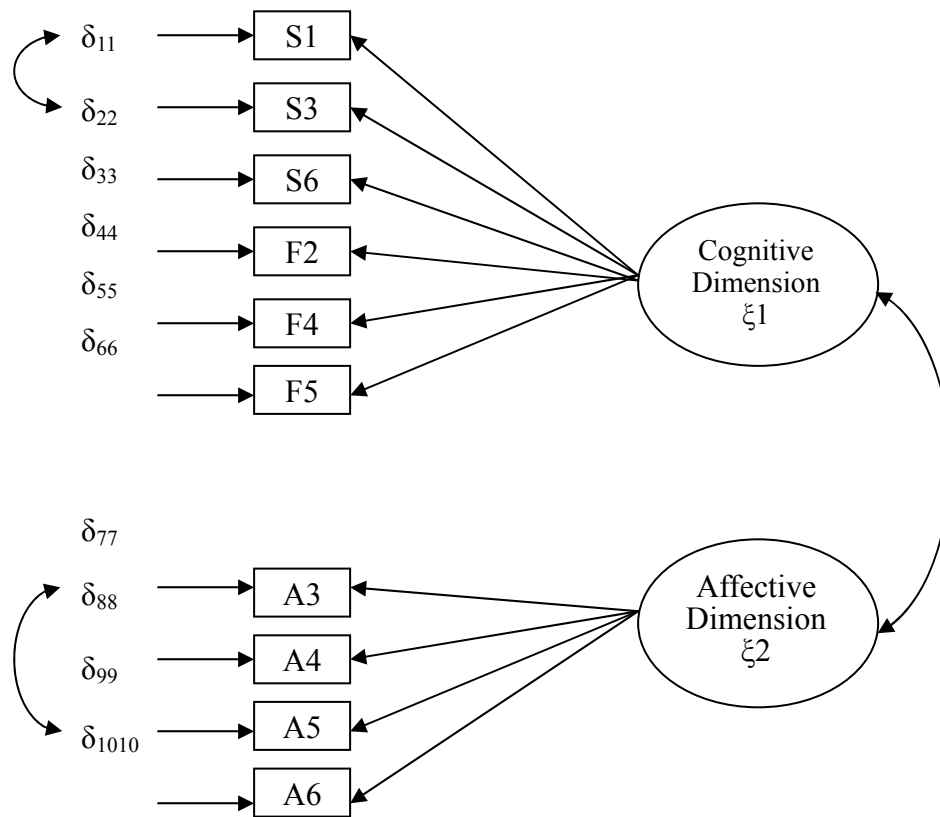 δ11
S1
δ22
S3
δ33
S6
δ44
F2
δ55
F4
δ66
F5
Cognitive
Dimension
ξ1
δ77
A3
δ88
A4
δ99
A5
δ1010
A6
Affective
Dimension
ξ2